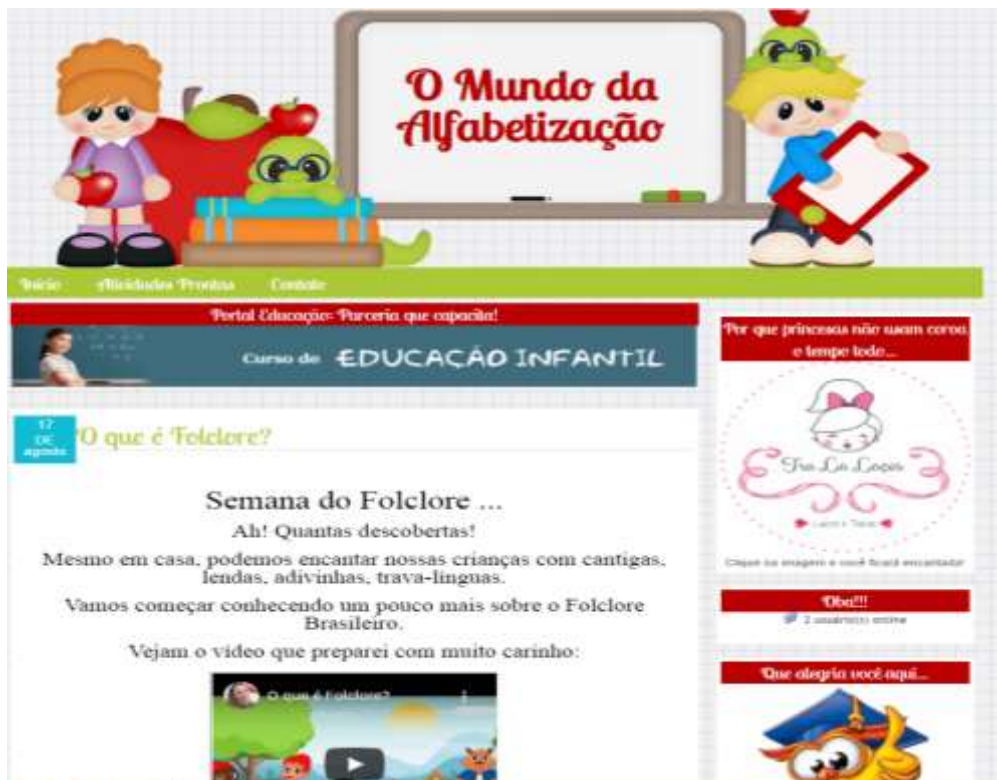 O Mundo da
Alfabetização
Início Atividades Prontas Contato
Portal Educação: Parceria que capacita!
Curso de EDUCAÇÃO INFANTIL
17
DE
agosto
O que é Folclore?
Semana do Folclore ...
Ah! Quantas descobertas!
Mesmo em casa, podemos encantar nossas crianças com cantigas,
lendas, adivinhas, trava-línguas.
Vamos começar conhecendo um pouco mais sobre o Folclore
Brasileiro.
Vejam o vídeo que preparei com muito carinho:
O que é Folclore?
Por que princesas não usam coroa
o tempo todo...
Tra La Laços
Laços e Tiaras
Clique na imagem e você ficará encantada!
Oba!!!
2 usuário(s) online
Que alegria você aqui...